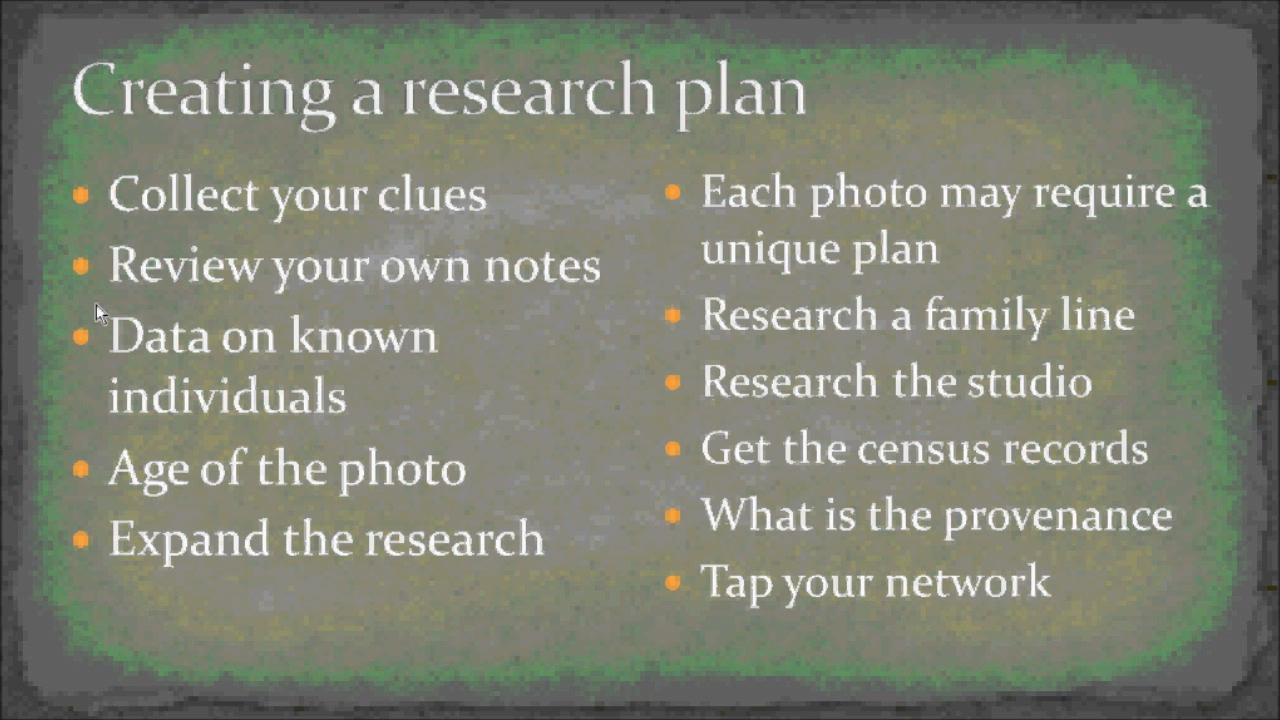 Creating a research plan
• Collect your clues
• Review your own notes
• Data on known
individuals
• Age of the photo
• Expand the research
• Each photo may require a
unique plan
• Research a family line
• Research the studio
• Get the census records
• What is the provenance
• Tap your network